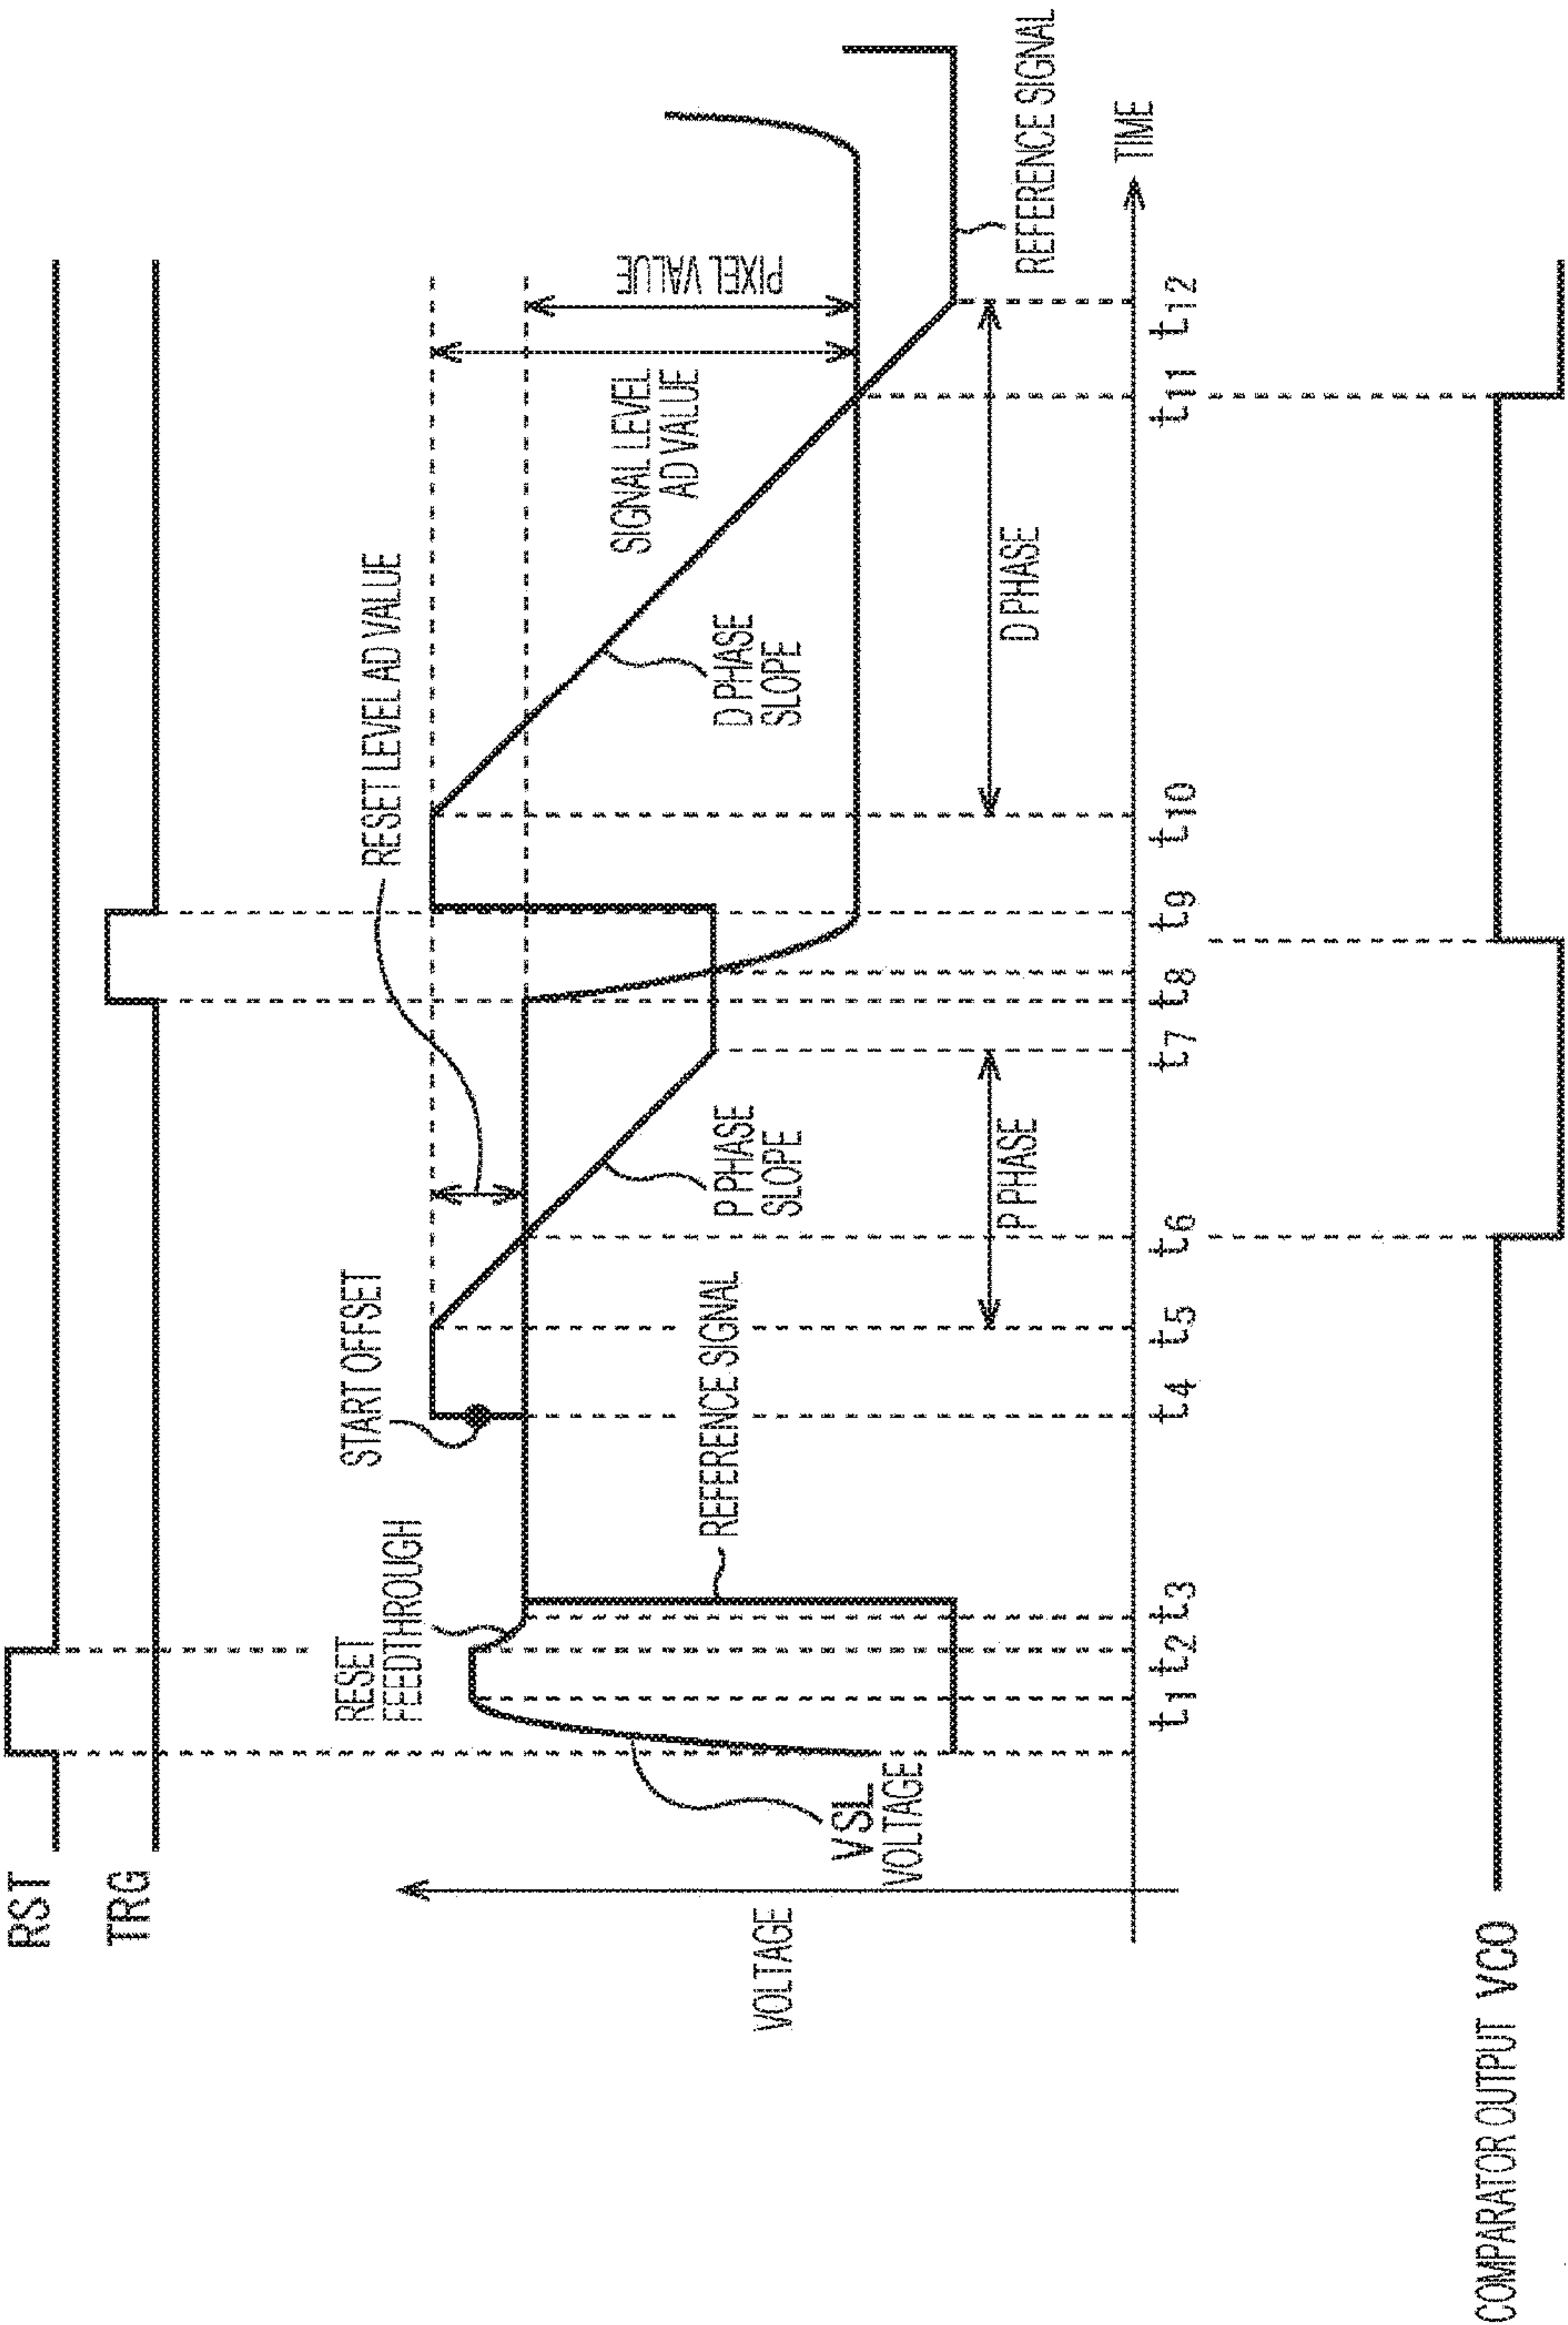 RST
TRG
VOLTAGE
VSL
VOLTAGE
RESET
FEEDTHROUGH
START OFFSET
RESET LEVEL AD VALUE
REFERENCE SIGNAL
P PHASE
SLOPE
D PHASE
SLOPE
SIGNAL LEVEL
AD VALUE
PIXEL VALUE
P PHASE
D PHASE
REFERENCE SIGNAL
TIME
t1 t2 t3 t4 t5 t6 t7 t8 t9 t10 t11 t12
COMPARATOR OUTPUT VCO